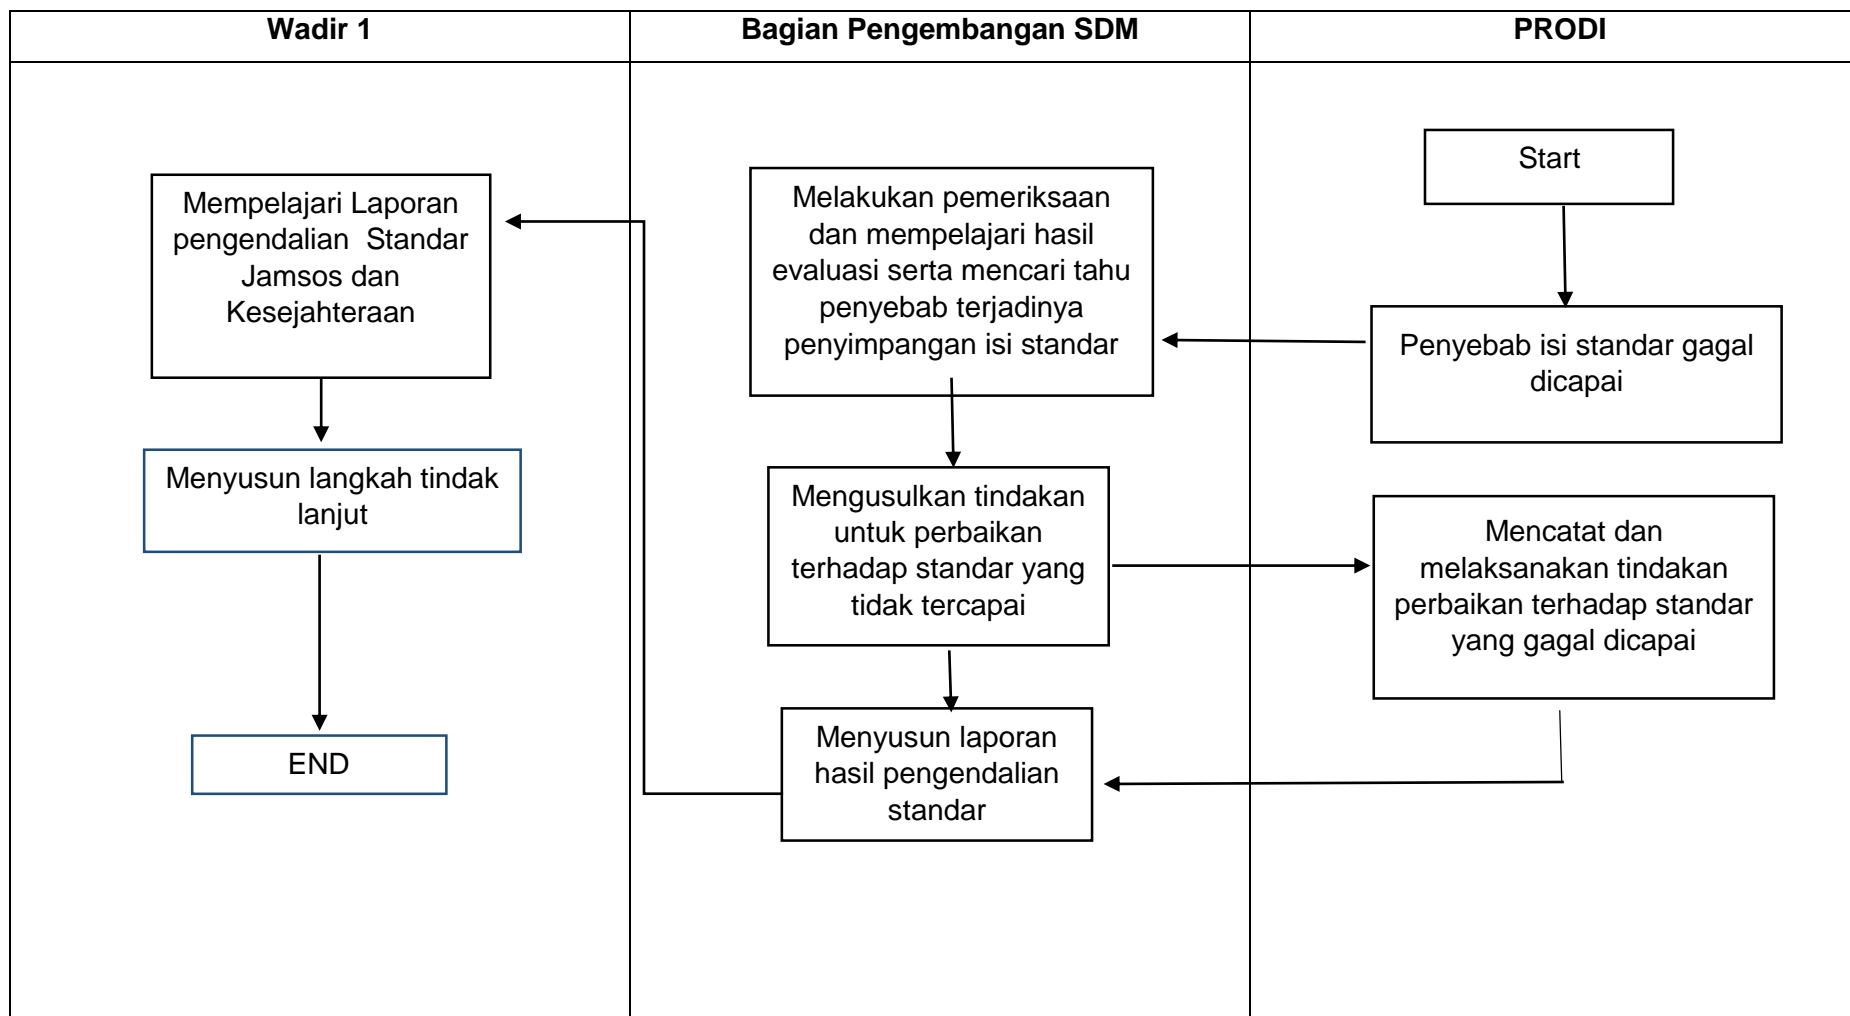 Wadir 1
Bagian Pengembangan SDM
PRODI
Mempelajari Laporan
pengendalian Standar
Jamsos dan
Kesejahteraan
Menyusun langkah tindak
lanjut
END
Melakukan pemeriksaan
dan mempelajari hasil
evaluasi serta mencari tahu
penyebab terjadinya
penyimpangan isi standar
Mengusulkan tindakan
untuk perbaikan
terhadap standar yang
tidak tercapai
Menyusun laporan
hasil pengendalian
standar
Start
Penyebab isi standar gagal
dicapai
Mencatat dan
melaksanakan tindakan
perbaikan terhadap standar
yang gagal dicapai